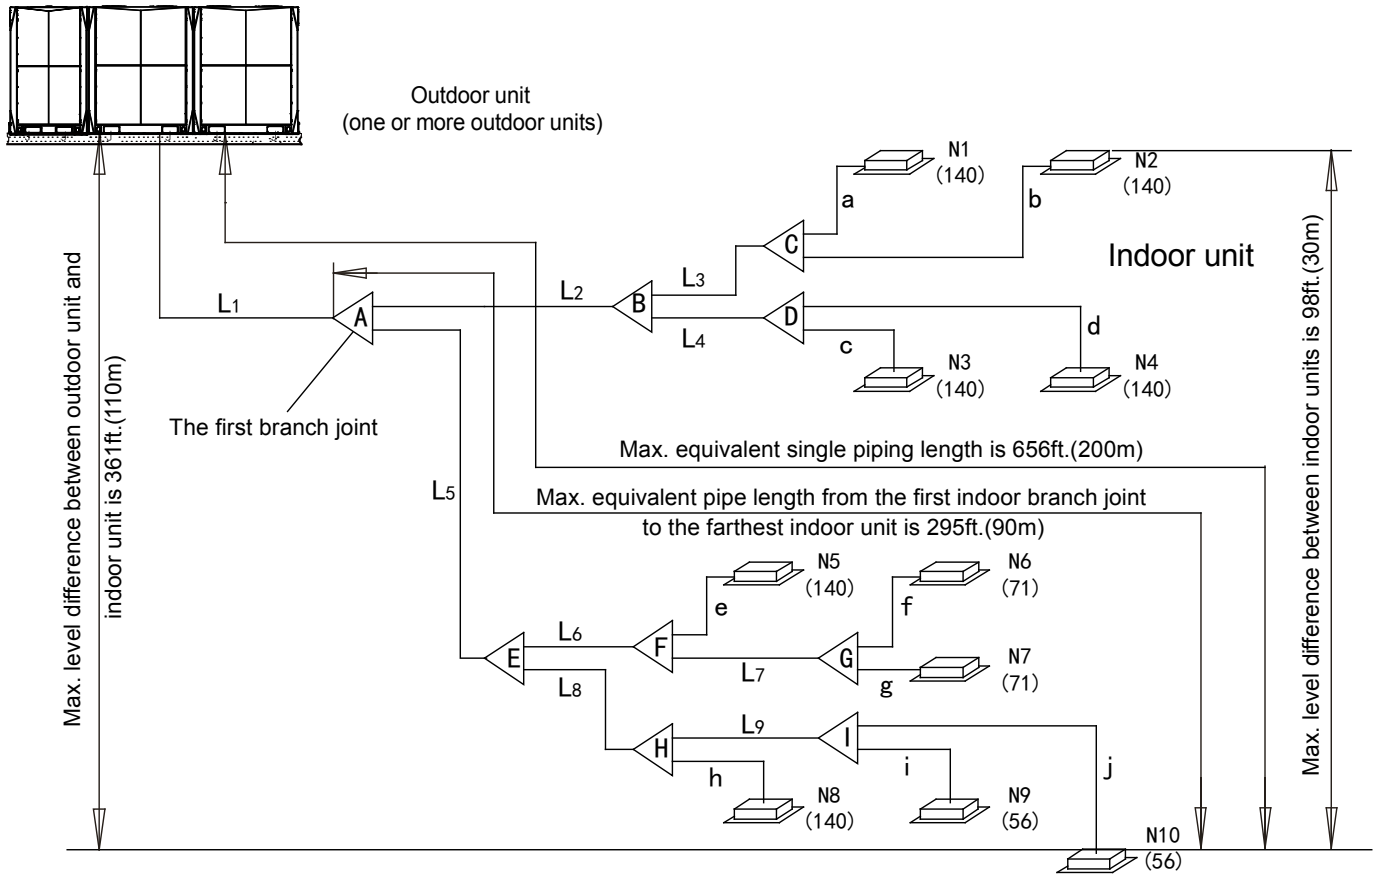 Outdoor unit
(one or more outdoor units)
N1
(140)
N2
(140)
a
b
C
Indoor unit
L3
L2
B
L1
A
D
L4
d
c
N3
(140)
N4
(140)
The first branch joint
Max. level difference between outdoor unit and
indoor unit is 361ft.(110m)
Max. level difference between indoor units is 98ft.(30m)
Max. equivalent single piping length is 656ft.(200m)
L5
Max. equivalent pipe length from the first indoor branch joint
to the farthest indoor unit is 295ft.(90m)
N5
(140)
N6
(71)
e
f
L6
F
E
G
L7
N7
(71)
g
L8
L9
H
I
h
i
j
N8
(140)
N9
(56)
N10
(56)